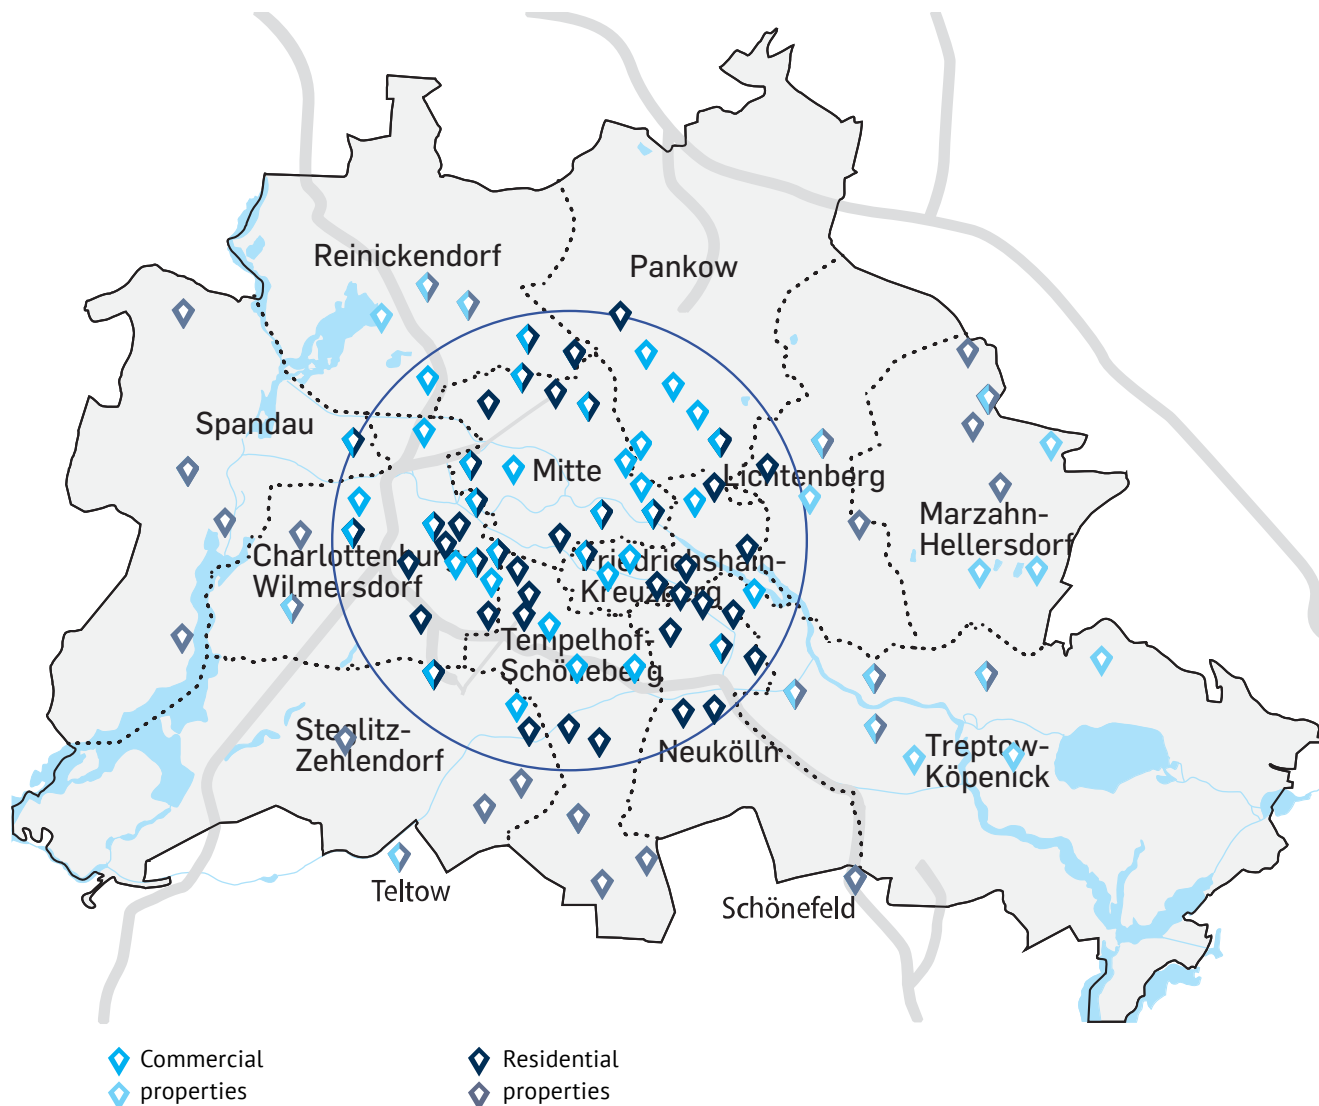 Reinickendorf
Pankow
Spandau
Mitte
Lichtenberg
Marzahn-
Hellersdorf
Charlottenburg-
Wilmersdorf
Friedrichshain-
Kreuzberg
Tempelhof-
Schöneberg
Steglitz-
Zehlendorf
Neukölln
Treptow-
Köpenick
Teltow
Schönefeld
Commercial
properties
Residential
properties